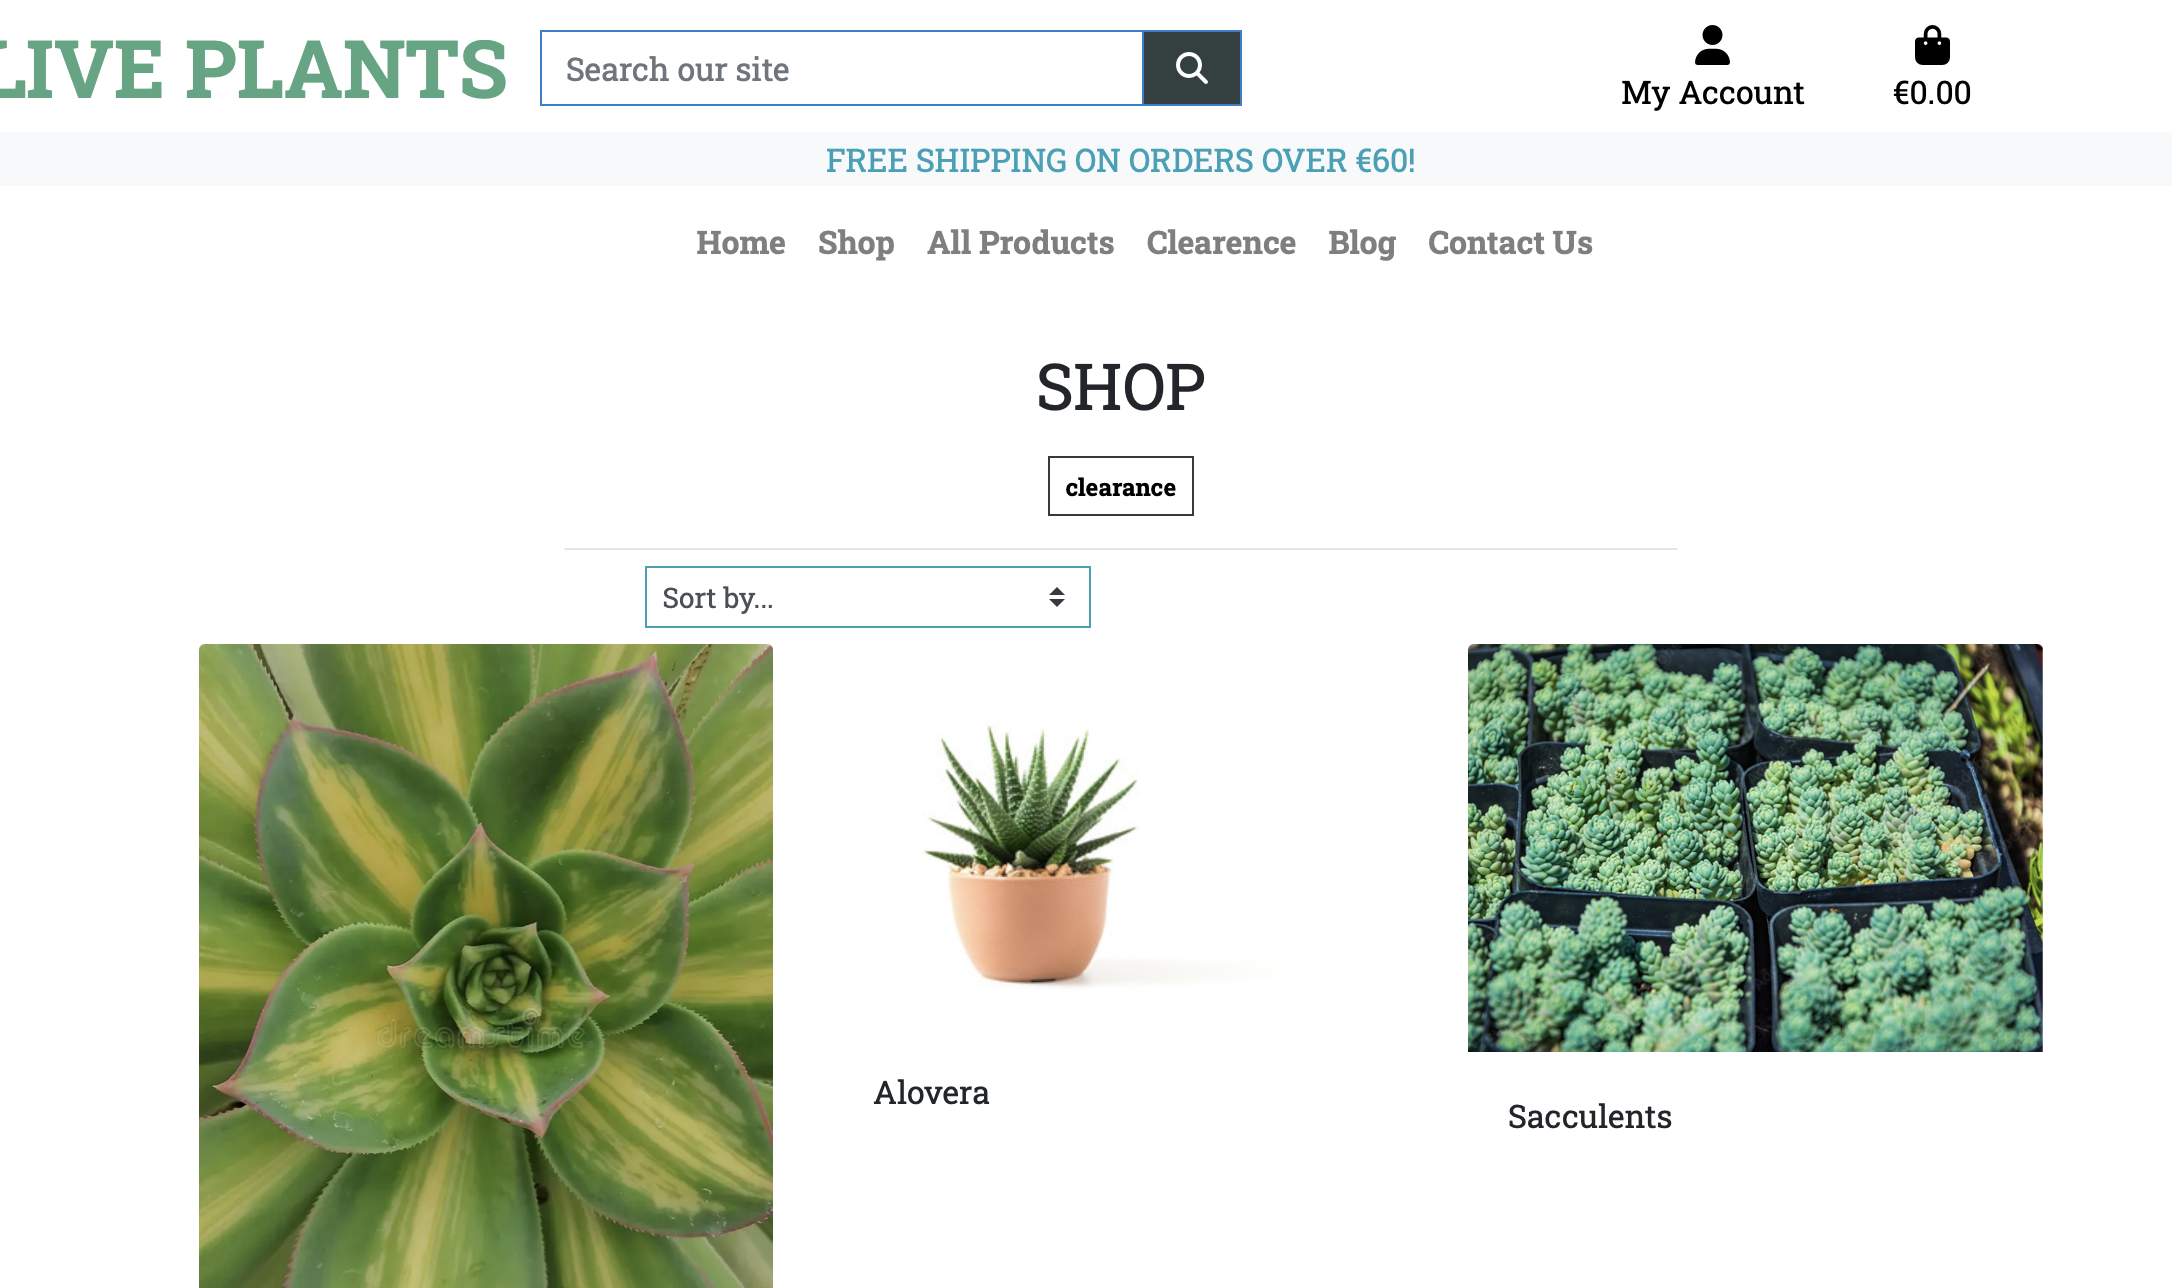 LIVE PLANTS
Search our site
My Account
€0.00
FREE SHIPPING ON ORDERS OVER €60!
Home Shop All Products Clearence Blog Contact Us
SHOP
clearance
Sort by...
dreamstime
Alovera
Sacculents